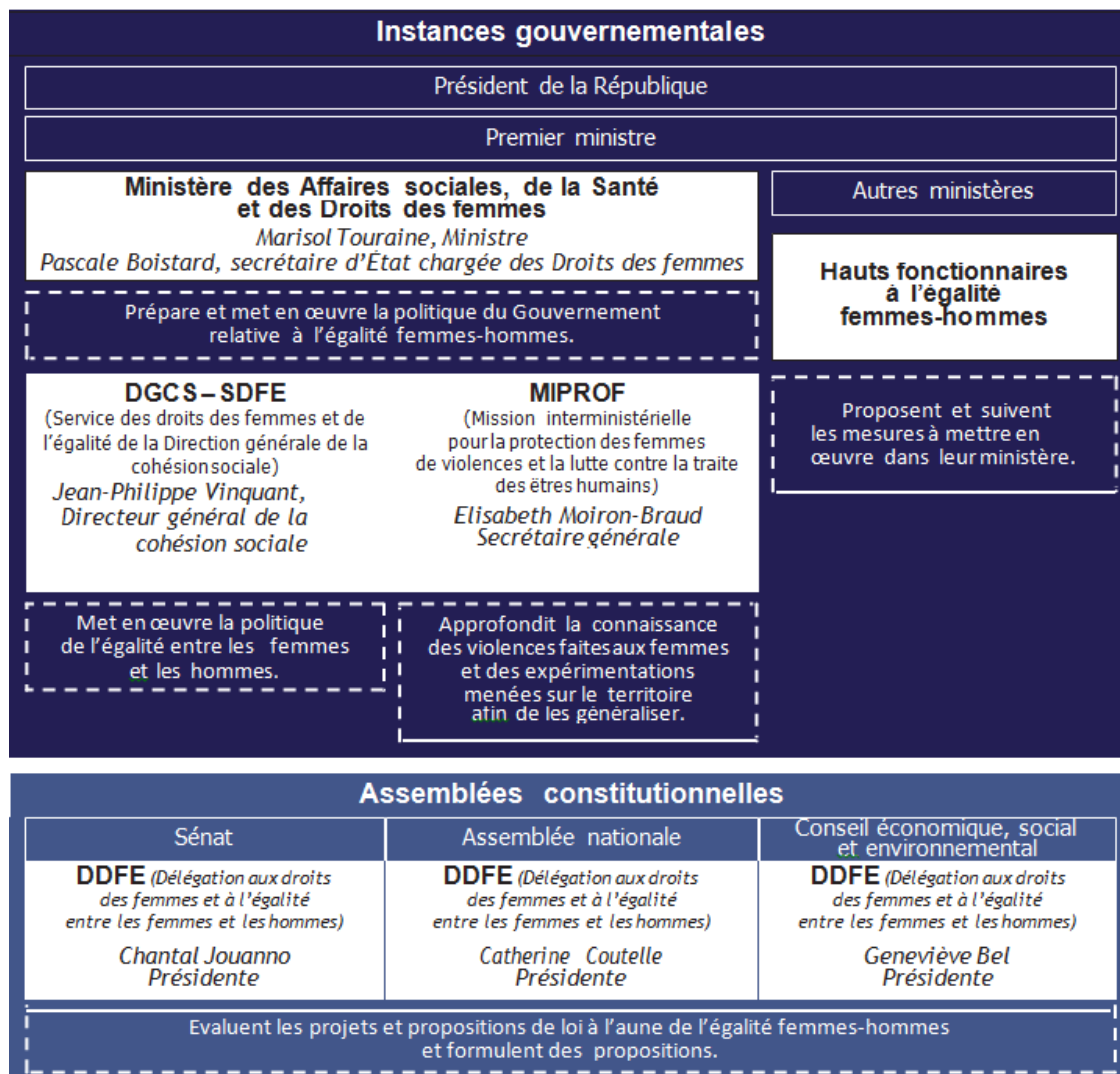 Instances gouvernementales
Président de la République
Premier ministre
Ministère des Affaires sociales, de la Santé
et des Droits des femmes
Marisol Touraine, Ministre
Pascale Boistard, secrétaire d'État chargée des Droits des femmes
Prépare et met en œuvre la politique du Gouvernement
relative à l'égalité femmes-hommes.
Autres ministères
Hauts fonctionnaires
à l'égalité
femmes-hommes
Proposent et suivent
les mesures à mettre en
œuvre dans leur ministère.
DGCS – SDFE
(Service des droits des femmes et de
l'égalité de la Direction générale de la
cohésion sociale)
Jean-Philippe Vinquant,
Directeur général de la
cohésion sociale
Met en œuvre la politique
de l'égalité entre les femmes
et les hommes.
MIPROF
(Mission interministérielle
pour la protection des femmes
de violences et la lutte contre la traite
des ëtres humains)
Elisabeth Moiron-Braud
Secrétaire générale
Approfondit la connaissance
des violences faites aux femmes
et des expérimentations
menées sur le territoire
atin de les généraliser.
Assemblées constitutionnelles
Sénat
DDFE (Délégation aux droits
des femmes et à l'égalité
entre les femmes et les hommes)
Chantal Jouanno
Présidente
Assemblée nationale
DDFE (Délégation aux droits
des femmes et à l'égalité
entre les femmes et les hommes)
Catherine Coutelle
Présidente
Conseil économique, social
et environnemental
DDFE (Délégation aux droits
des femmes et à l'égalité
entre les femmes et les hommes)
Geneviève Bel
Présidente
Evaluent les projets et propositions de loi à l'aune de l'égalité femmes-hommes
et formulent des propositions.